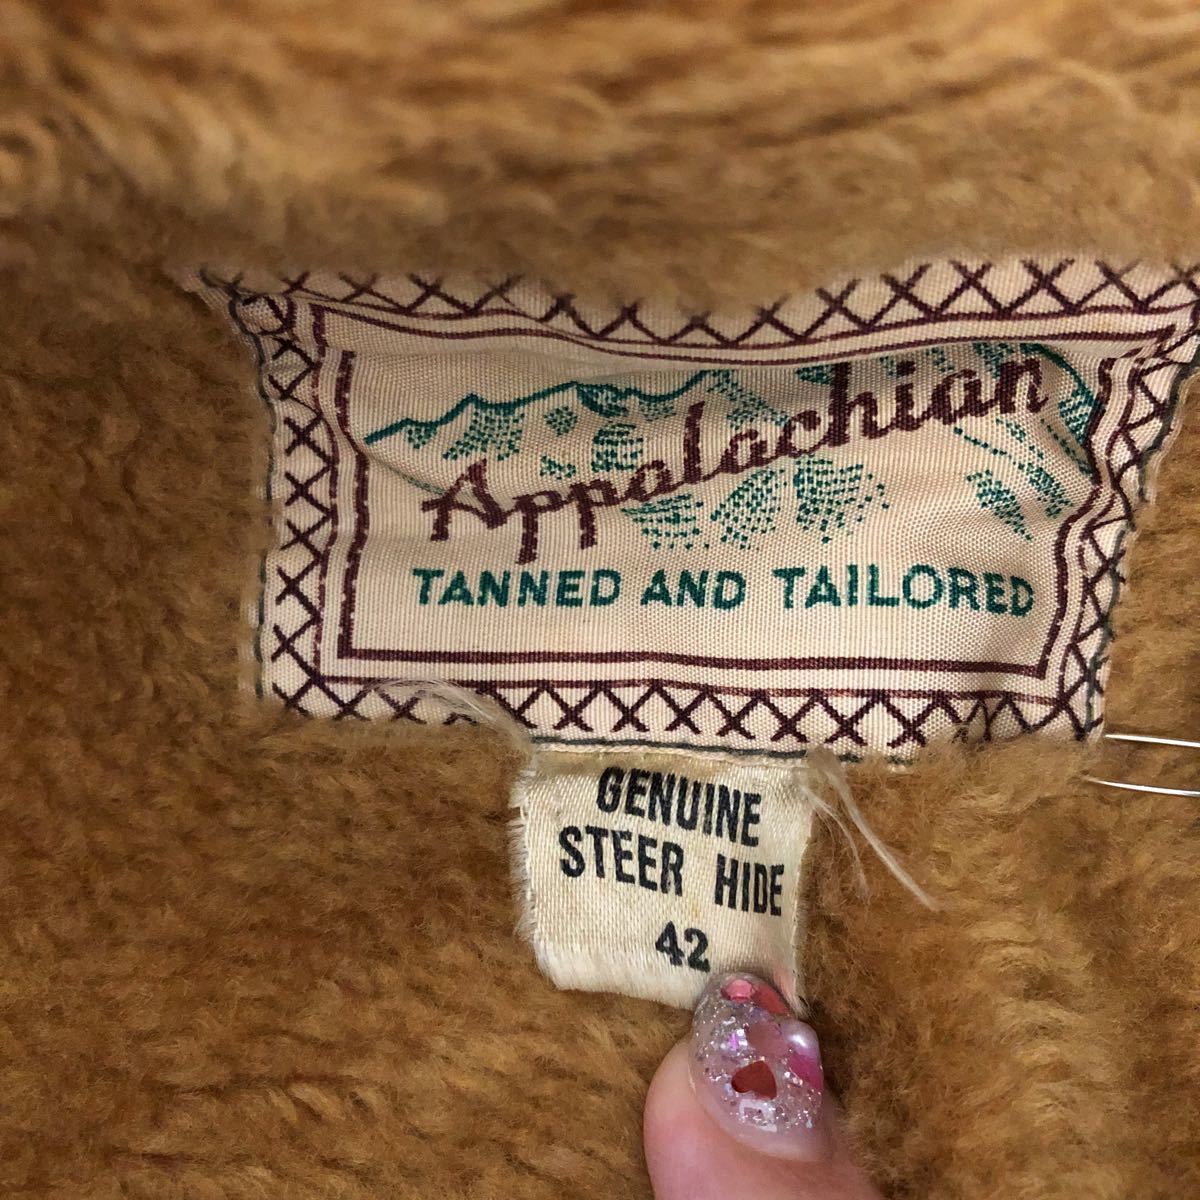 Appalachian
TANNED AND TAILORED
GENUINE
STEER HIDE
42